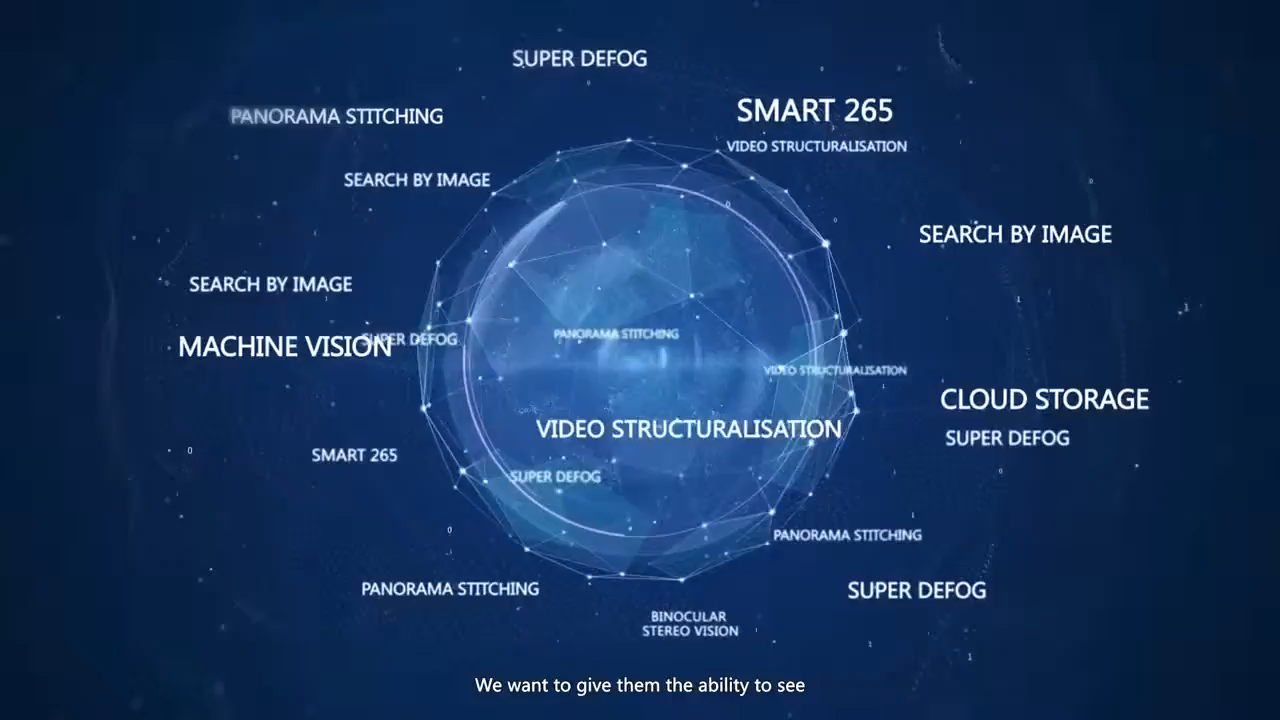 SUPER DEFOG
SMART 265
PANORAMA STITCHING
VIDEO STRUCTURALISATION
SEARCH BY IMAGE
SEARCH BY IMAGE
SEARCH BY IMAGE
SUPER DEFOG
MACHINE VISION
PANORAMA STITCHING
VIDEO STRUCTURALISATION
CLOUD STORAGE
VIDEO STRUCTURALISATION
SUPER DEFOG
SMART 265
SUPER DEFOG
PANORAMA STITCHING
PANORAMA STITCHING
SUPER DEFOG
BINOCULAR
STEREO VISION
We want to give them the ability to see